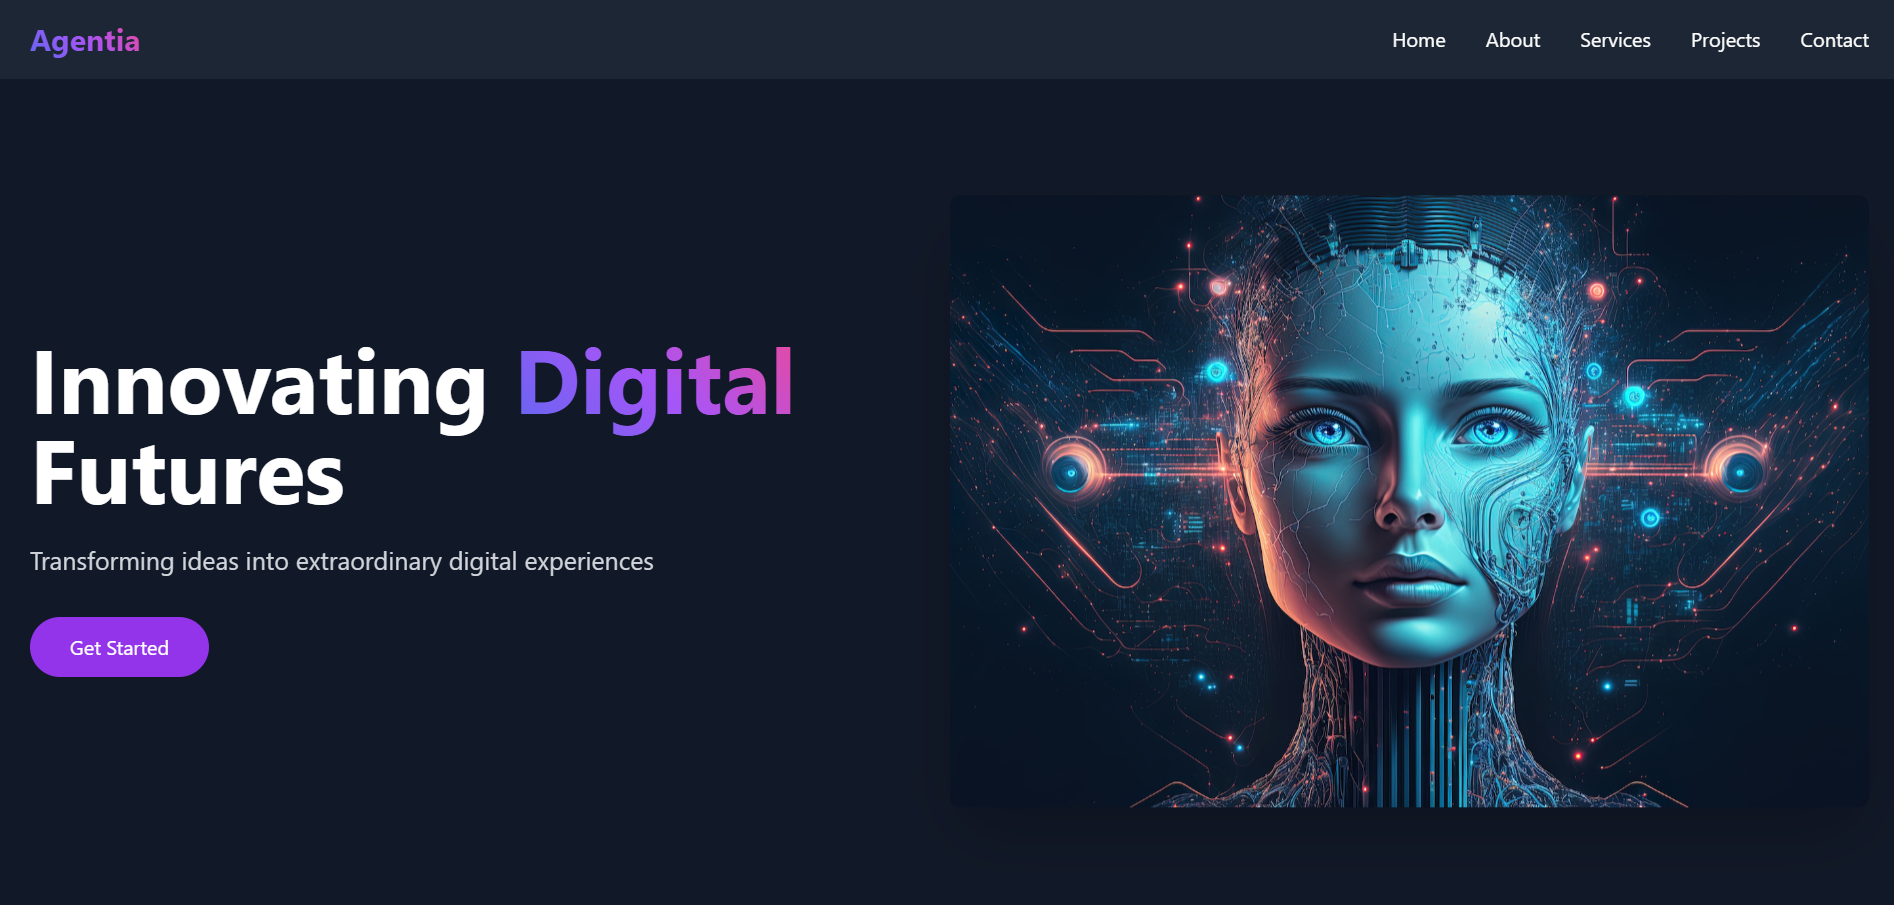 Agentia
Home About Services Projects Contact
Innovating Digital
Futures
Transforming ideas into extraordinary digital experiences
Get Started